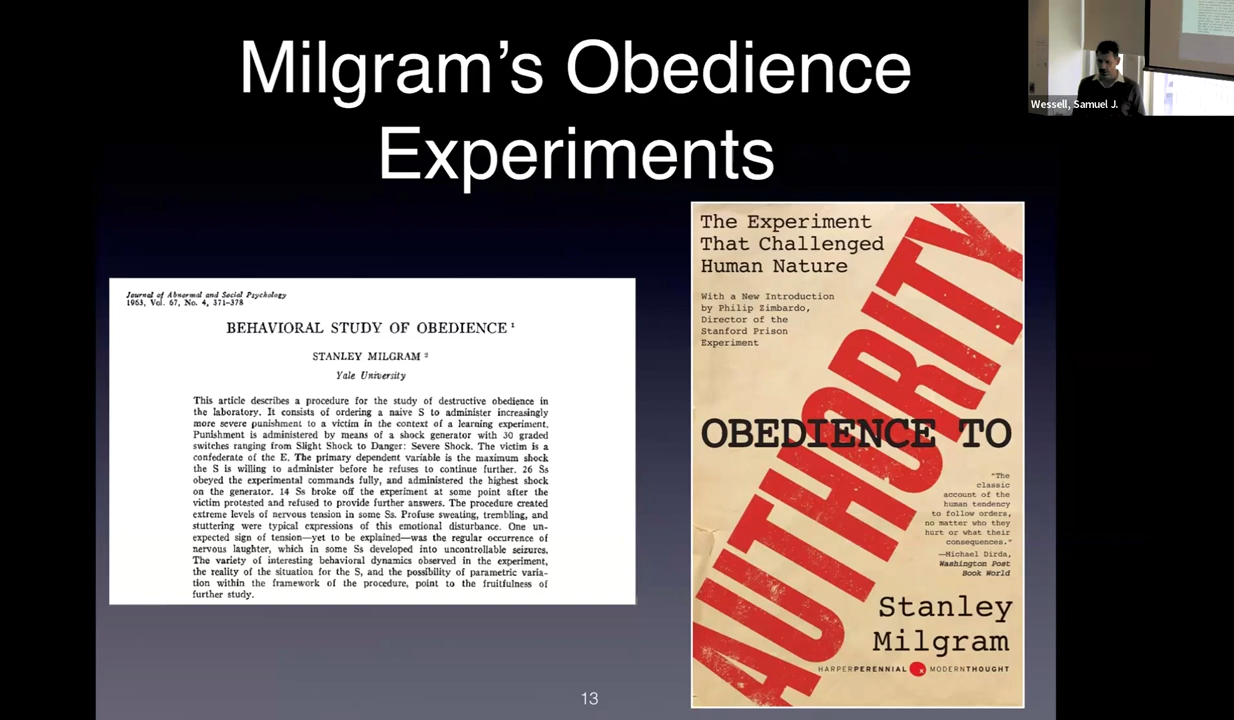 Milgram's Obedience
Experiments
Wessell, Samuel J.
Journal of Abnormal and Social Psychology
1963, Vol. 67, No. 4, 371–378
BEHAVIORAL STUDY OF OBEDIENCE ¹
STANLEY MILGRAM ²
Yale University
This article describes a procedure for the study of destructive obedience in
the laboratory. It consists of ordering a naive S to administer increasingly
more severe punishment to a victim in the context of a learning experiment.
Punishment is administered by means of a shock generator with 30 graded
switches ranging from Slight Shock to Danger: Severe Shock. The victim is a
confederate of the E. The primary dependent variable is the maximum shock
the S is willing to administer before he refuses to continue further. 26 Ss
obeyed the experimental commands fully, and administered the highest shock
on the generator. 14 Ss broke off the experiment at some point after the
victim protested and refused to provide further answers. The procedure created
extreme levels of nervous tension in some Ss. Profuse sweating, trembling, and
stuttering were typical expressions of this emotional disturbance. One un-
expected sign of tension—yet to be explained—was the regular occurrence of
nervous laughter, which in some Ss developed into uncontrollable seizures.
The variety of interesting behavioral dynamics observed in the experiment,
the reality of the situation for the S, and the possibility of parametric varia-
tion within the framework of the procedure, point to the fruitfulness of
further study.
The Experiment
That Challenged
Human Nature
With a New Introduction
by Philip Zimbardo,
Director of the
Stanford Prison
Experiment
OBEDIENCE TO
AUTHORITY
"The
classic
account of the
human tendency
to follow orders,
no matter who they
hurt or what their
consequences."
—Michael Dirda,
Washington Post
Book World
Stanley
Milgram
HARPERPERENNIAL MODERNTHOUGHT
13